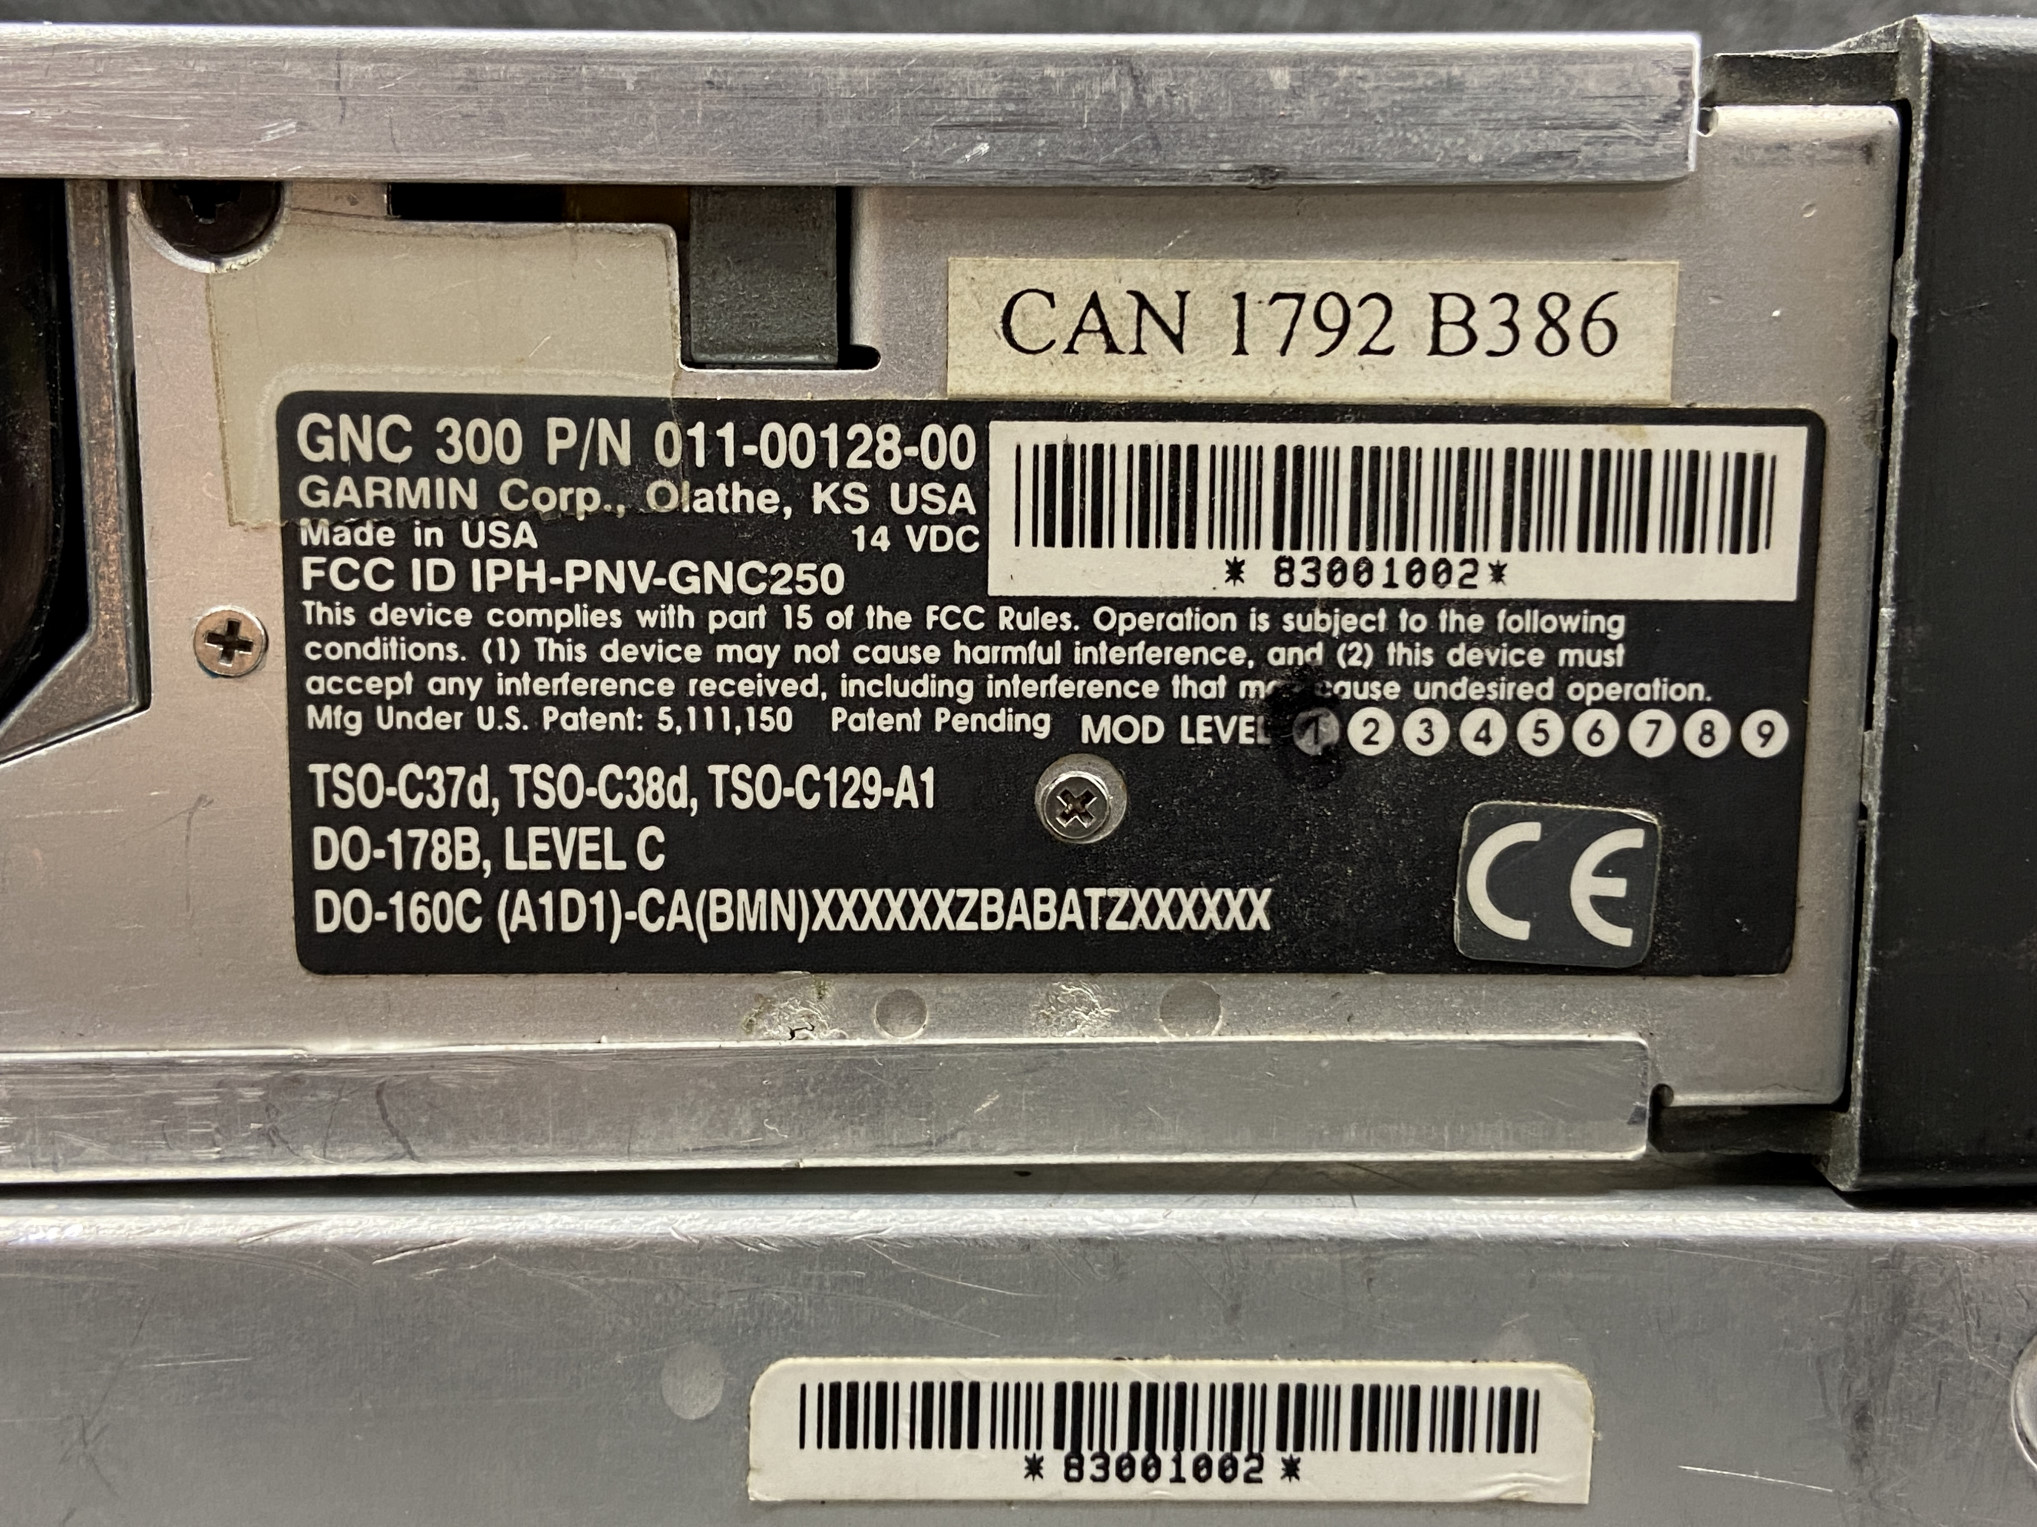 CAN 1792 B386
GNC 300 P/N 011-00128-00
GARMIN Corp., Olathe, KS USA
Made in USA 14 VDC
FCC ID IPH-PNV-GNC250
*83001002*
This device complies with part 15 of the FCC Rules. Operation is subject to the following
conditions. (1) This device may not cause harmful interference, and (2) this device must
accept any interference received, including interference that may cause undesired operation.
Mfg Under U.S. Patent: 5,111,150 Patent Pending MOD LEVEL 1 2 3 4 5 6 7 8 9
TSO-C37d, TSO-C38d, TSO-C129-A1
DO-178B, LEVEL C
DO-160C (A1D1)-CA(BMN)XXXXXXZBABATZXXXXXX
CE
*83001002*